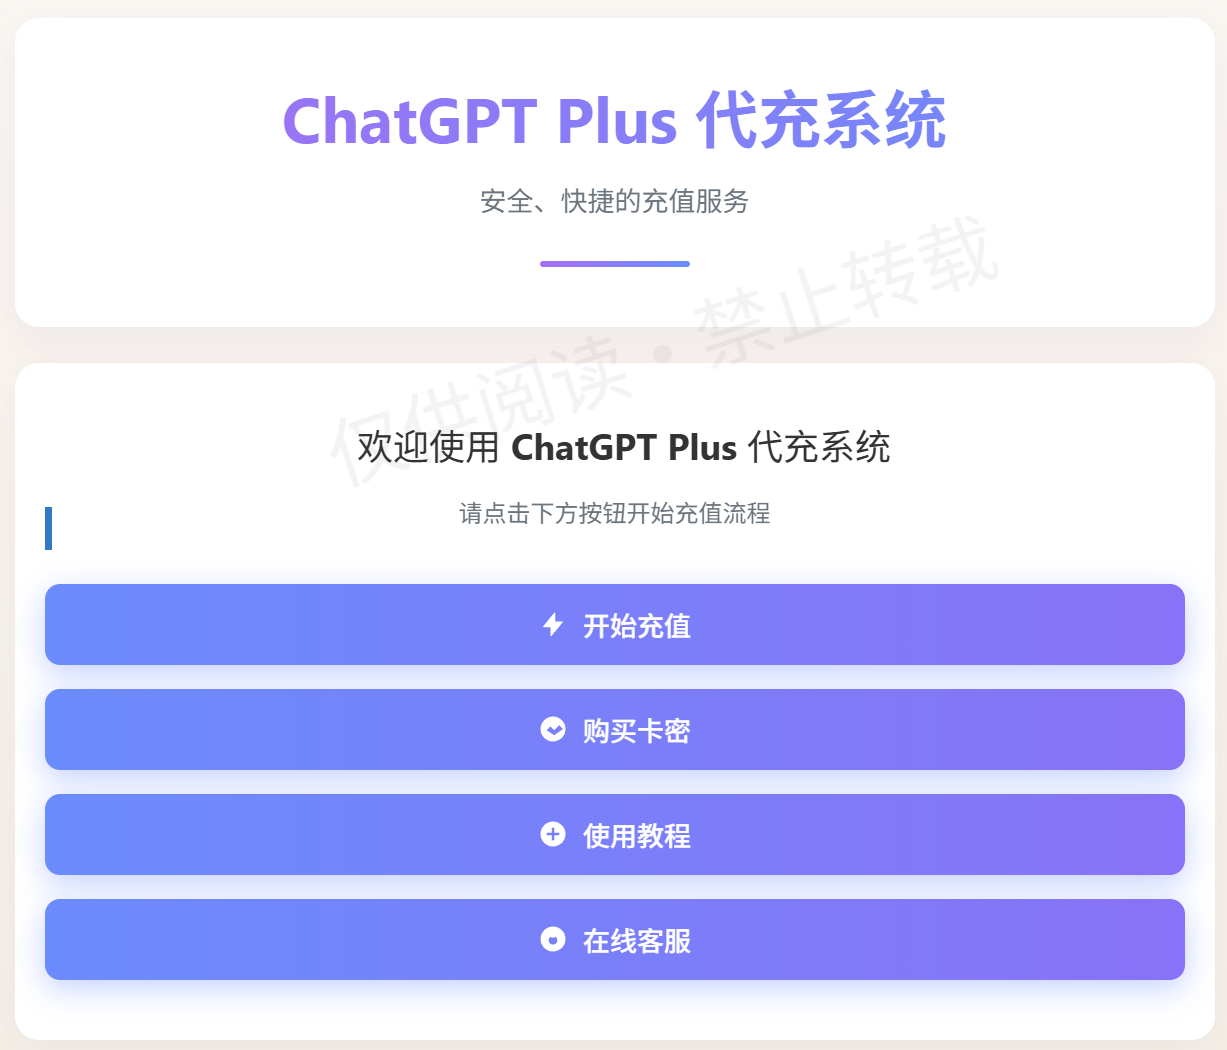 ChatGPT Plus 代充系统
安全、快捷的充值服务
仅供阅读・禁止转载
欢迎使用 ChatGPT Plus 代充系统
请点击下方按钮开始充值流程
开始充值
购买卡密
使用教程
在线客服